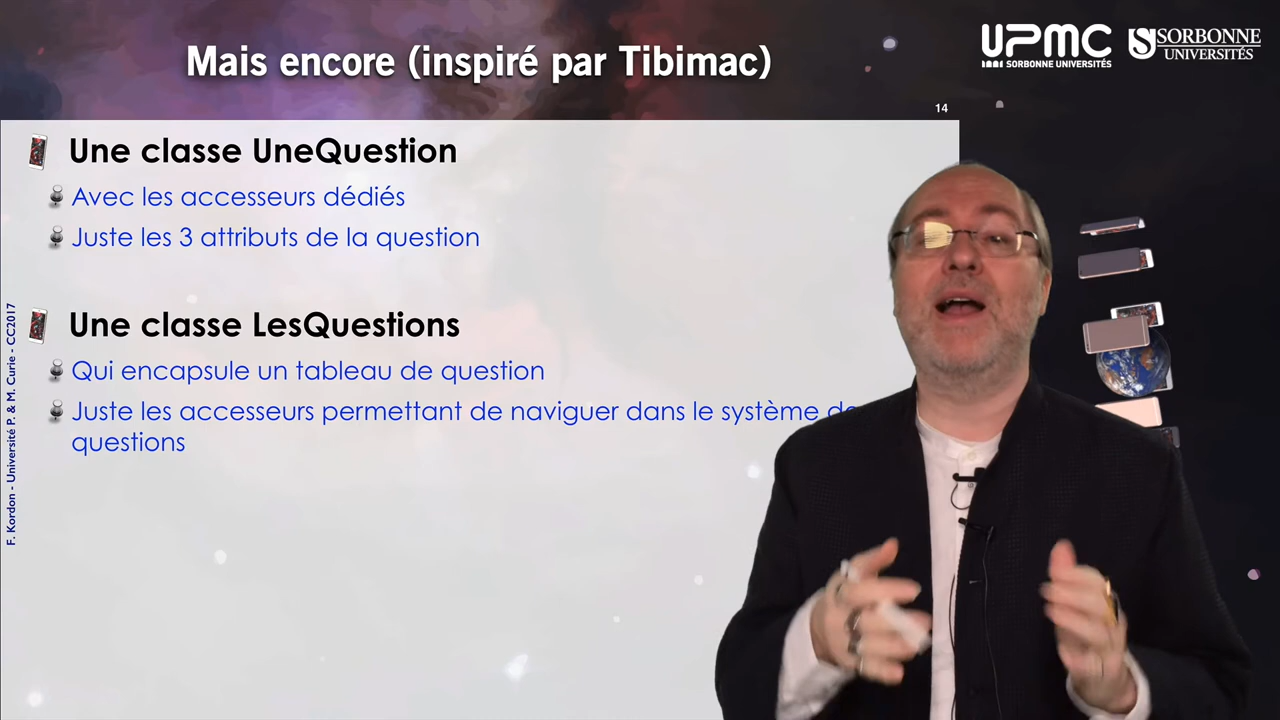 Mais encore (inspiré par Tibimac)
UPMC
SORBONNE UNIVERSITÉS
SORBONNE
UNIVERSITÉS
14
Une classe UneQuestion
Avec les accesseurs dédiés
Juste les 3 attributs de la question
Une classe LesQuestions
Qui encapsule un tableau de question
Juste les accesseurs permettant de naviguer dans le système
questions
F. Kordon - Université P. & M. Curie - CC2017